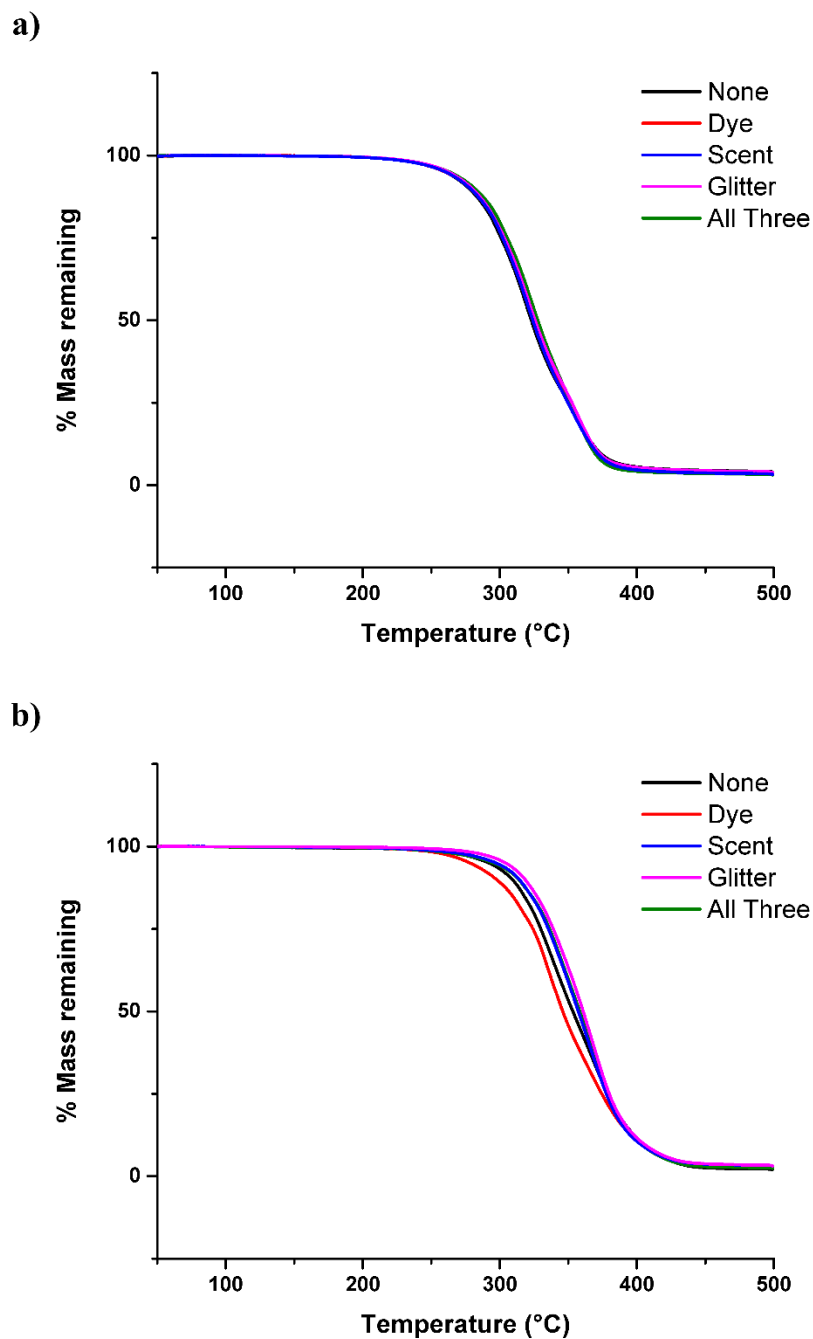 a)
None
Dye
Scent
Glitter
All Three
100
50
0
% Mass remaining
100
200
300
400
500
Temperature (°C)
b)
None
Dye
Scent
Glitter
All Three
100
50
0
% Mass remaining
100
200
300
400
500
Temperature (°C)